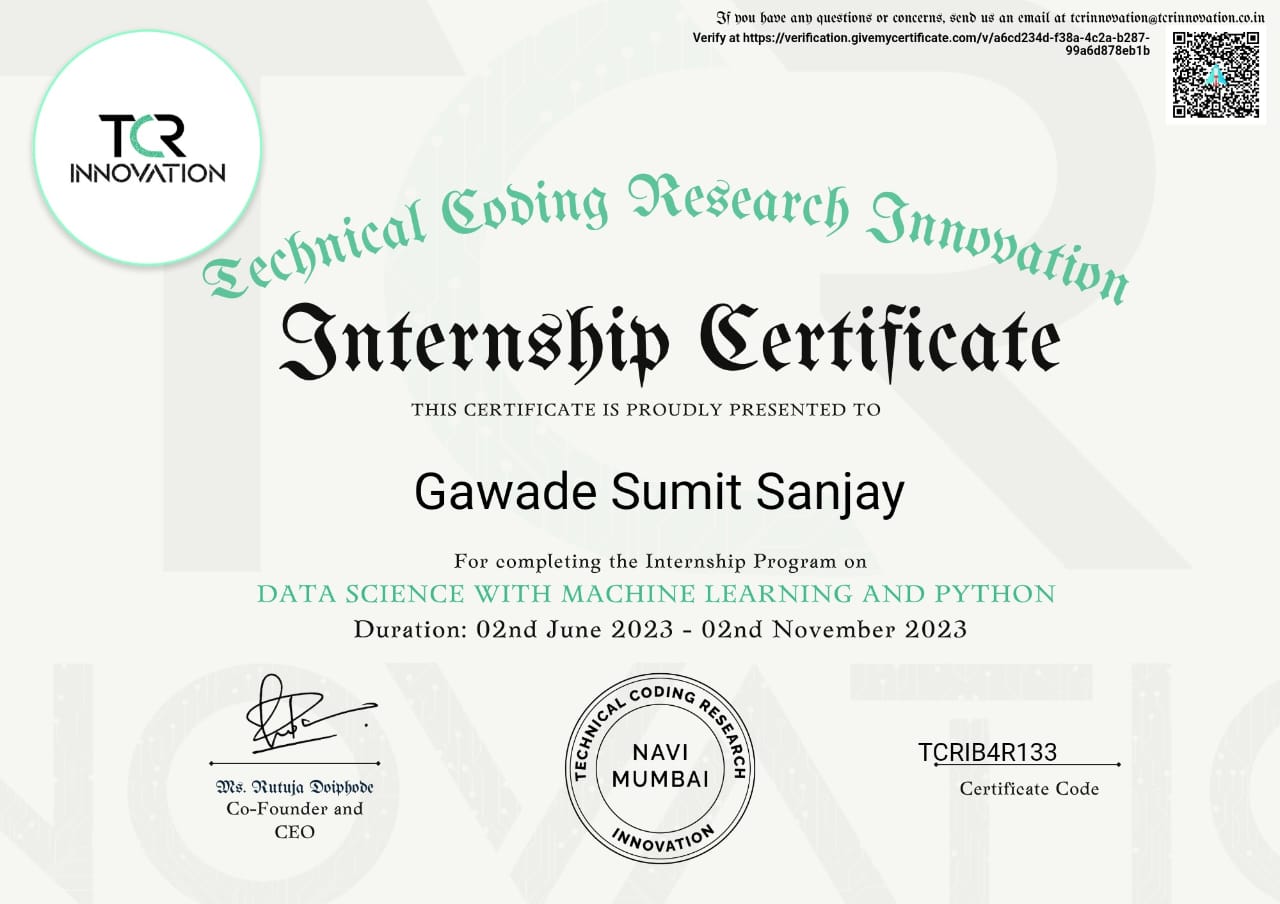 If you have any questions or concerns, send us an email at tcrinnovation@tcrinnovation.co.in
Verify at https://verification.givemycertificate.com/v/a6cd234d-f38a-4c2a-b287-
99a6d878eb1b
TCR
INNOVATION
Technical Coding Research Innovation
Internship Certificate
THIS CERTIFICATE IS PROUDLY PRESENTED TO
Gawade Sumit Sanjay
For completing the Internship Program on
DATA SCIENCE WITH MACHINE LEARNING AND PYTHON
Duration: 02nd June 2023 - 02nd November 2023
Ms. Rutuja Doiphode
Co-Founder and
CEO
TECHNICAL CODING RESEARCH
NAVI
MUMBAI
INNOVATION
TCRIB4R133
Certificate Code